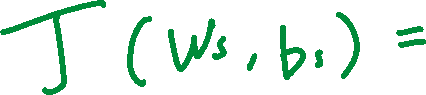 J (Ws, bs) =